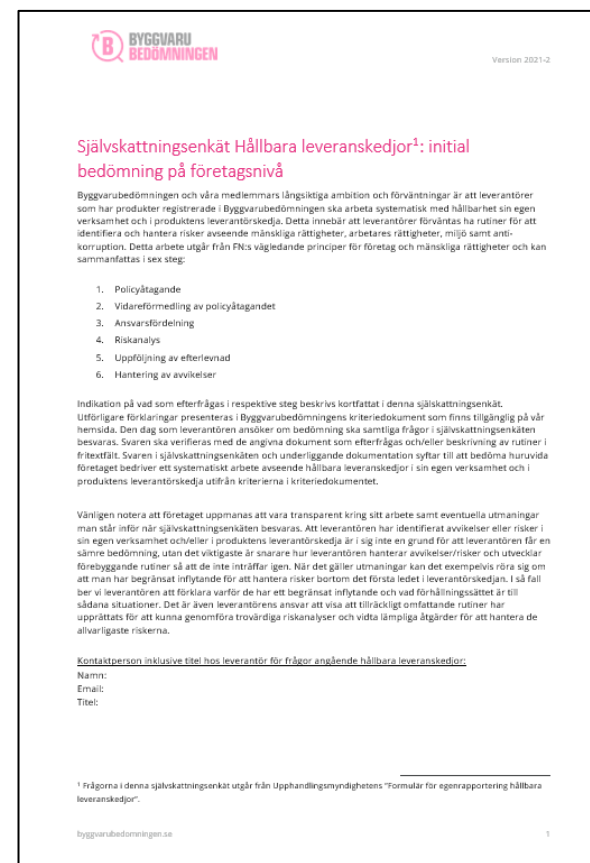 BYGGVARU
BEDÖMNINGEN
Version 2021-2
Självskattningsenkät Hållbara leveranskedjor¹: initial
bedömning på företagsnivå
Byggvarubedömningen och våra medlemmars långsiktiga ambition och förväntningar är att leverantörer
som har produkter registrerade i Byggvarubedömningen ska arbeta systematisk med hållbarhet sin egen
verksamhet och i produktens leverantörskedja. Detta innebär att leverantörer förväntas ha rutiner för att
identifiera och hantera risker avseende mänskliga rättigheter, arbetares rättigheter, miljö samt anti-
korruption. Detta arbete utgår från FN:s vägledande principer för företag och mänskliga rättigheter och kan
sammanfattas i sex steg:
1. Policyåtagande
2. Vidareförmedling av policyåtagandet
3. Ansvarsfördelning
4. Riskanalys
5. Uppföljning av efterlevnad
6. Hantering av avvikelser
Indikation på vad som efterfrågas i respektive steg beskrivs kortfattat i denna själskattningsenkät.
Utförligare förklaringar presenteras i Byggvarubedömningens kriteriedokument som finns tillgänglig på vår
hemsida. Den dag som leverantören ansöker om bedömning ska samtliga frågor i självskattningsenkäten
besvaras. Svaren ska verifieras med de angivna dokument som efterfrågas och/eller beskrivning av rutiner i
fritextfält. Svaren i självskattningsenkäten och underliggande dokumentation syftar till att bedöma huruvida
företaget bedriver ett systematiskt arbete avseende hållbara leveranskedjor i sin egen verksamhet och i
produktens leverantörskedja utifrån kriterierna i kriteriedokumentet.
Vänligen notera att företaget uppmanas att vara transparent kring sitt arbete samt eventuella utmaningar
man står inför när självskattningsenkäten besvaras. Att leverantören har identifierat avvikelser eller risker i
sin egen verksamhet och/eller i produktens leverantörskedja är i sig inte en grund för att leverantören får en
sämre bedömning, utan det viktigaste är snarare hur leverantören hanterar avvikelser/risker och utvecklar
förebyggande rutiner så att de inte inträffar igen. När det gäller utmaningar kan det exempelvis röra sig om
att man har begränsat inflytande för att hantera risker bortom det första ledet i leverantörskedjan. I så fall
ber vi leverantören att förklara varför de har ett begränsat inflytande och vad förhållningssättet är till
sådana situationer. Det är även leverantörens ansvar att visa att tillräckligt omfattande rutiner har
upprättats för att kunna genomföra trovärdiga riskanalyser och vidta lämpliga åtgärder för att hantera de
allvarligaste riskerna.
Kontaktperson inklusive titel hos leverantör för frågor angående hållbara leveranskedjor:
Namn:
Email:
Titel:
¹ Frågorna i denna självskattningsenkät utgår från Upphandlingsmyndighetens "Formulär för egenrapportering hållbara
leveranskedjor".
byggvarubedomningen.se 1